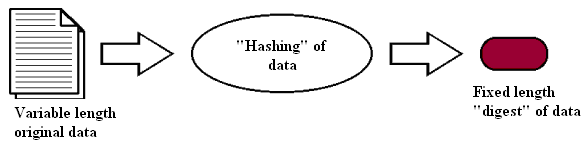 "Hashing" of
data
Variable length
original data
Fixed length
"digest" of data